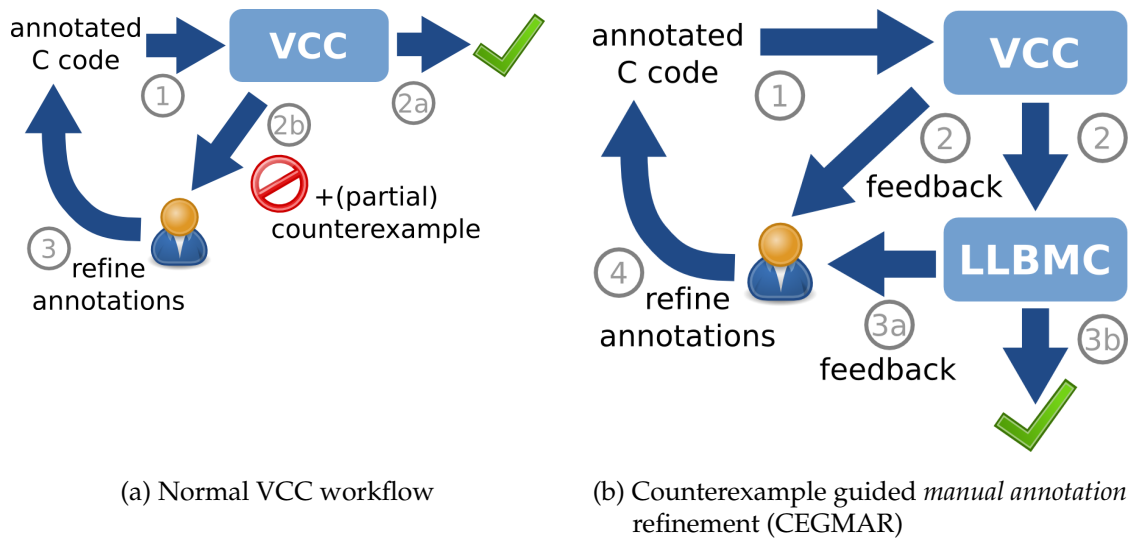 annotated
C code
VCC
1
2a
2b
+(partial)
counterexample
3
refine
annotations
(a) Normal VCC workflow
annotated
C code
VCC
1
2
2
feedback
LLBMC
4
refine
annotations
3a
feedback
3b
(b) Counterexample guided manual annotation
refinement (CEGMAR)